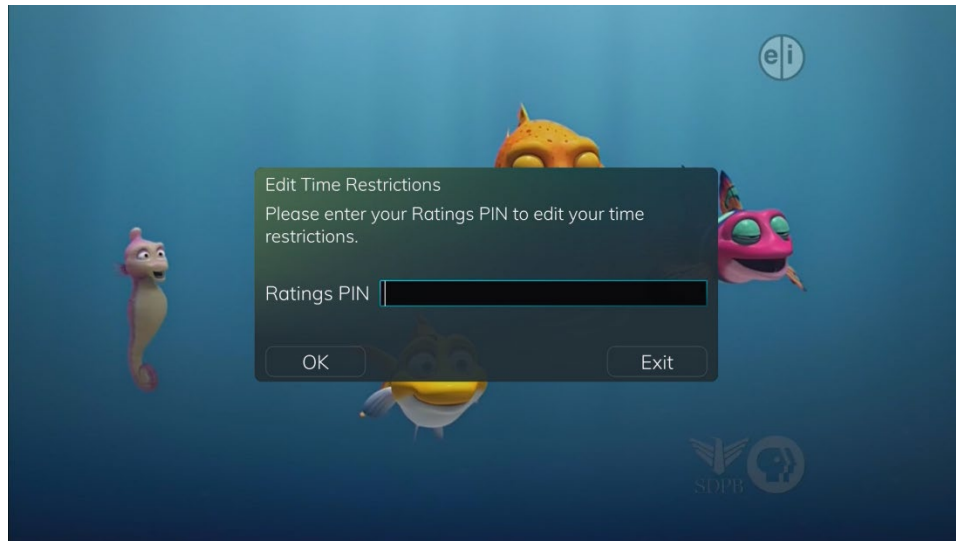 e|i
Edit Time Restrictions
Please enter your Ratings PIN to edit your time
restrictions.
Ratings PIN
OK
Exit
SDPB